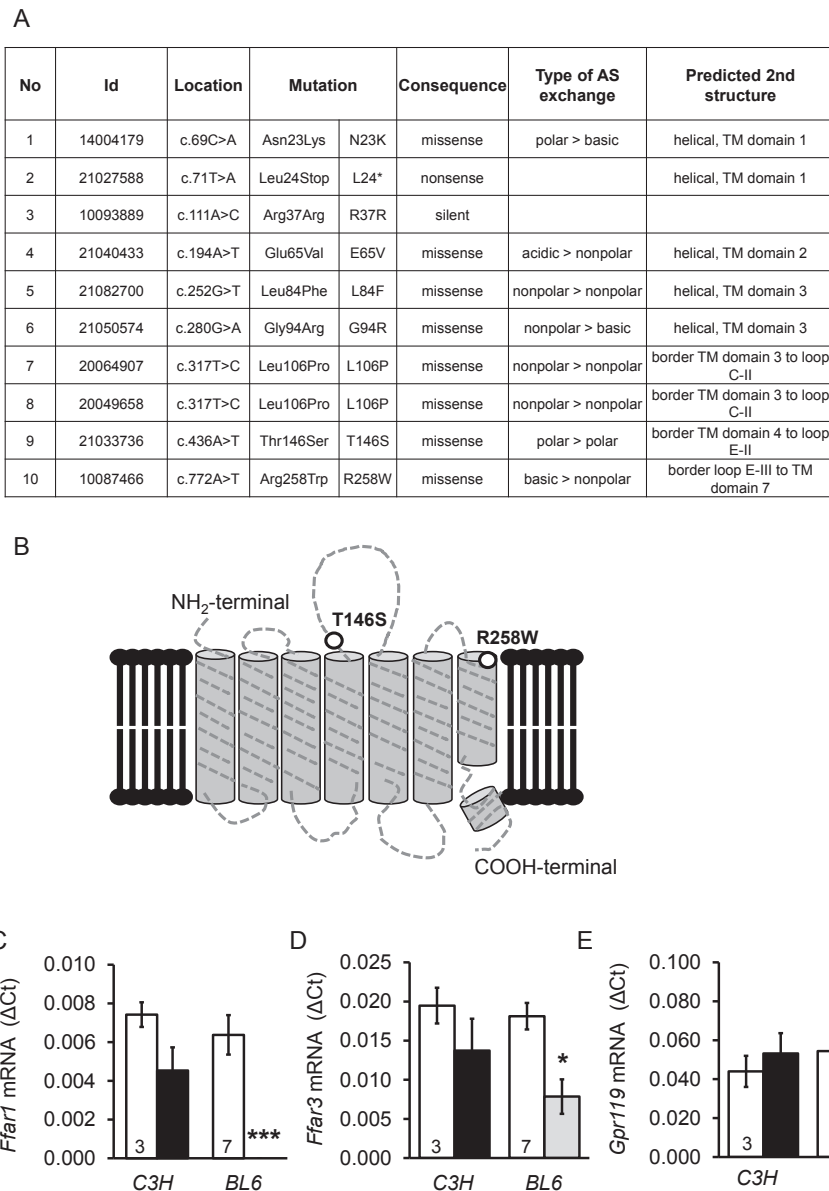 A
No Id Location Mutation Consequence Type of AS exchange Predicted 2nd structure
1 14004179 c.69C>A Asn23Lys N23K missense polar > basic helical, TM domain 1
2 21027588 c.71T>A Leu24Stop L24* nonsense helical, TM domain 1
3 10093889 c.111A>C Arg37Arg R37R silent
4 21040433 c.194A>T Glu65Val E65V missense acidic > nonpolar helical, TM domain 2
5 21082700 c.252G>T Leu84Phe L84F missense nonpolar > nonpolar helical, TM domain 3
6 21050574 c.280G>A Gly94Arg G94R missense nonpolar > basic helical, TM domain 3
7 20064907 c.317T>C Leu106Pro L106P missense nonpolar > nonpolar border TM domain 3 to loop C-II
8 20049658 c.317T>C Leu106Pro L106P missense nonpolar > nonpolar border TM domain 3 to loop C-II
9 21033736 c.436A>T Thr146Ser T146S missense polar > polar border TM domain 4 to loop E-II
10 10087466 c.772A>T Arg258Trp R258W missense basic > nonpolar border loop E-III to TM domain 7
B
NH2-terminal
T146S
R258W
COOH-terminal
C
Ffar1 mRNA (ΔCt)
0.010
0.008
0.006
0.004
0.002
0.000
3
7
***
C3H BL6
D
Ffar3 mRNA (ΔCt)
0.025
0.020
0.015
0.010
0.005
0.000
3
7
*
C3H BL6
E
Gpr119 mRNA (ΔCt)
0.100
0.080
0.060
0.040
0.020
0.000
3
C3H